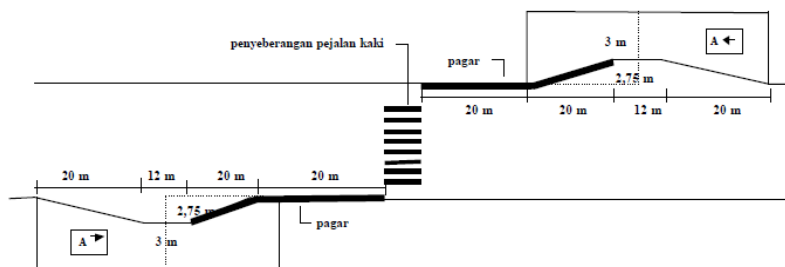 penyeberangan pejalan kaki
pagar
3 m
A
2,75 m
20 m 20 m 12 m 20 m
20 m 12 m 20 m 20 m
2,75 m
A
3 m
pagar